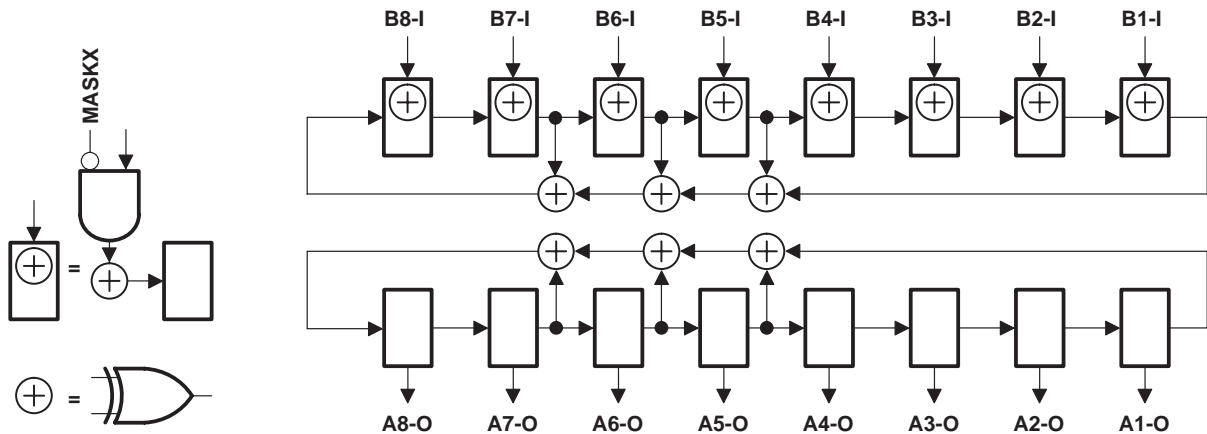 B8-I B7-I B6-I B5-I B4-I B3-I B2-I B1-I
MASKX
=
=
A8-O A7-O A6-O A5-O A4-O A3-O A2-O A1-O